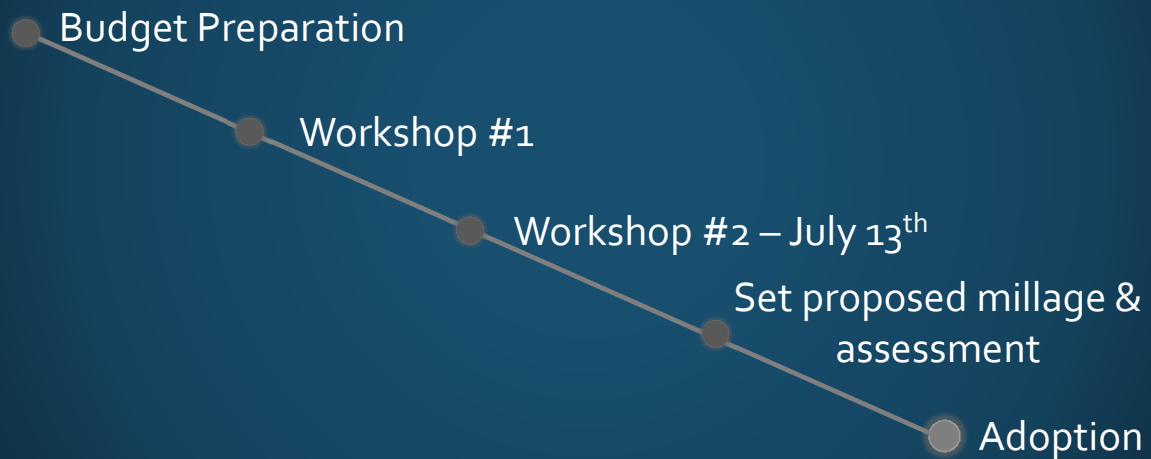 Budget Preparation
Workshop #1
Workshop #2 – July 13th
Set proposed millage &
assessment
Adoption